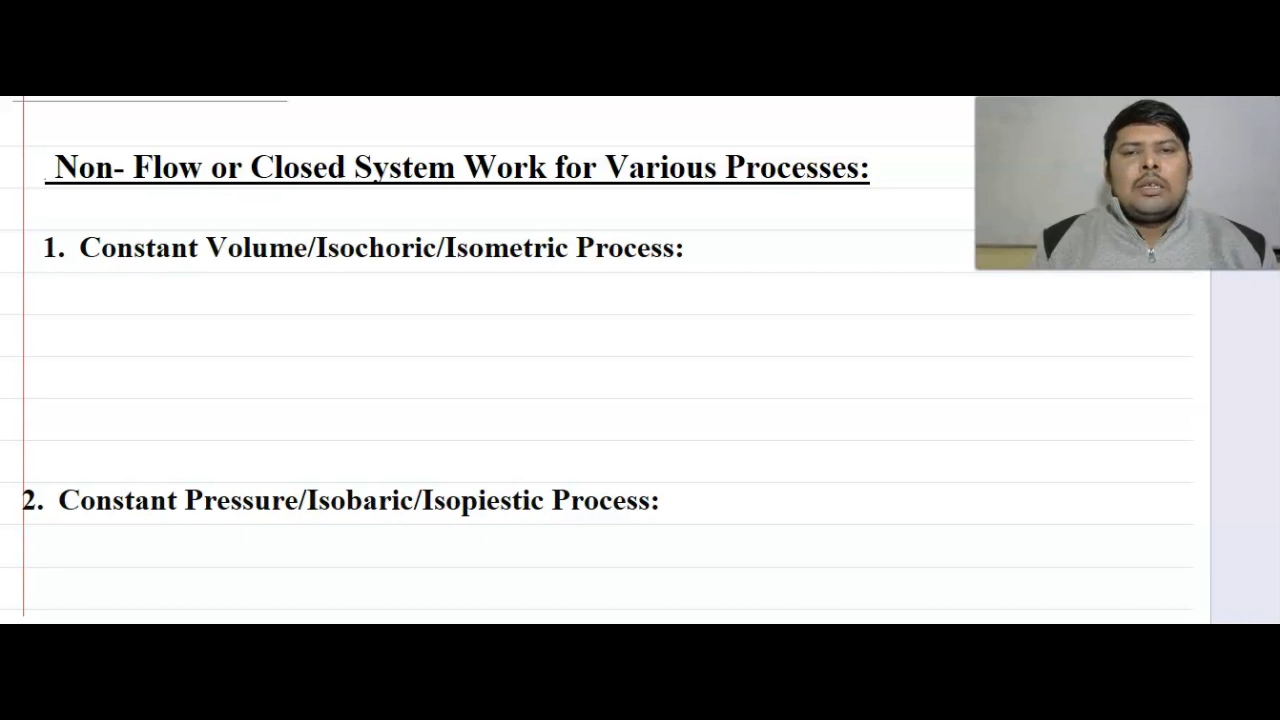 Non- Flow or Closed System Work for Various Processes:
1. Constant Volume/Isochoric/Isometric Process:
2. Constant Pressure/Isobaric/Isopiestic Process: